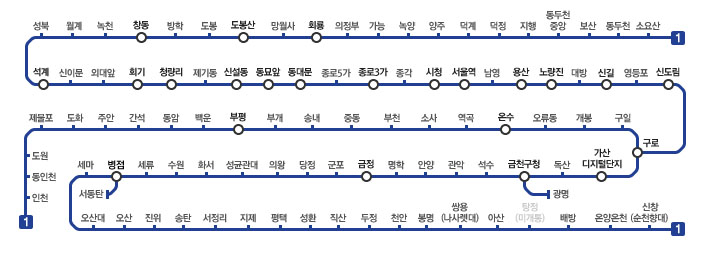 성북 월계 녹천 창동 방학 도봉 도봉산 망월사 회룡 의정부 가능 녹양 양주 덕계 덕정 지행 동두천 중앙 보산 동두천 소요산
1
석계 신이문 외대앞 회기 청량리 제기동 신설동 동묘앞 동대문 종로5가 종로3가 종각 시청 서울역 남영 용산 노량진 대방 신길 영등포 신도림
제물포 도화 주안 간석 동암 백운 부평 부개 송내 중동 부천 소사 역곡 온수 오류동 개봉 구일
구로
도원
동인천
인천
1
세마 병점 세류 수원 화서 성균관대 의왕 당정 군포 금정 명학 안양 관악 석수 금천구청 독산 가산
디지털단지
서동탄
광명
오산대 오산 진위 송탄 서정리 지제 평택 성환 직산 두정 천안 봉명 쌍용
(나사렛대) 아산 탕정
(미개통) 배방 온양온천 신창
(순천향대)
1